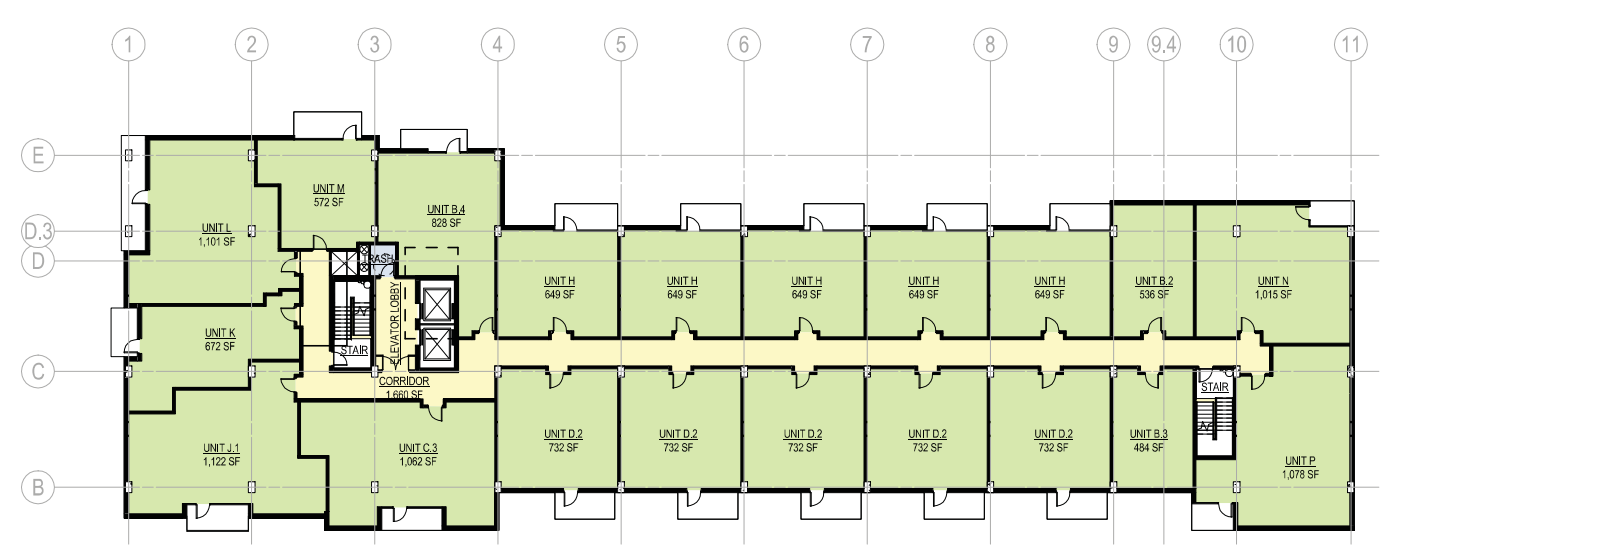 1 2 3 4 5 6 7 8 9 9.4 10 11
E
D.3
D
C
B
UNIT M
572 SF
UNIT B.4
828 SF
UNIT L
1,101 SF
TRASH
UNIT H
649 SF
UNIT H
649 SF
UNIT H
649 SF
UNIT H
649 SF
UNIT H
649 SF
UNIT B.2
536 SF
UNIT N
1,015 SF
UNIT K
672 SF
STAIR
ELEVATOR LOBBY
CORRIDOR
1,660 SF
STAIR
UNIT J.1
1,122 SF
UNIT C.3
1,062 SF
UNIT D.2
732 SF
UNIT D.2
732 SF
UNIT D.2
732 SF
UNIT D.2
732 SF
UNIT D.2
732 SF
UNIT B.3
484 SF
UNIT P
1,078 SF